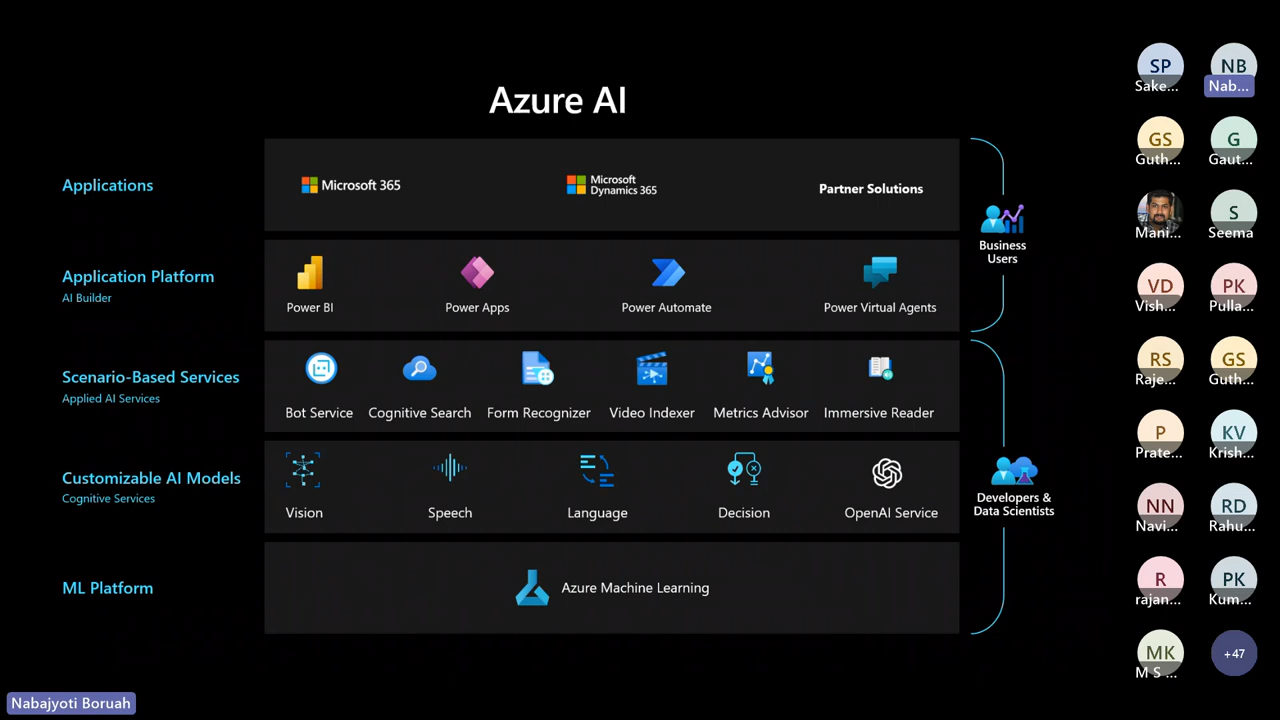 Azure AI
Applications
Microsoft 365
Microsoft
Dynamics 365
Partner Solutions
Application Platform
AI Builder
Power BI
Power Apps
Power Automate
Power Virtual Agents
Business
Users
Scenario-Based Services
Applied AI Services
Bot Service
Cognitive Search
Form Recognizer
Video Indexer
Metrics Advisor
Immersive Reader
Customizable AI Models
Cognitive Services
Vision
Speech
Language
Decision
OpenAI Service
Developers &
Data Scientists
ML Platform
Azure Machine Learning
SP
Sake...
NB
Nab...
GS
Guth...
G
Gaut...
Mani...
S
Seema
VD
Vish...
PK
Pulla...
RS
Raje...
GS
Guth...
P
Prate...
KV
Krish...
NN
Navi...
RD
Rahu...
R
rajan...
PK
Kum...
MK
M S ...
+47
Nabajyoti Boruah